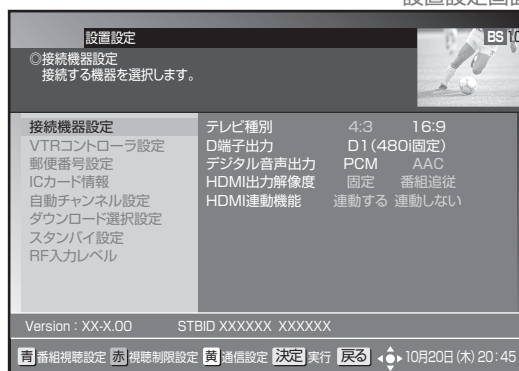 設置設定
BS 10
◎接続機器設定
接続する機器を選択します。
接続機器設定
VTRコントローラ設定
郵便番号設定
ICカード情報
自動チャンネル設定
ダウンロード選択設定
スタンバイ設定
RF入力レベル
テレビ種別 4:3 16:9
D端子出力 D1(480i固定)
デジタル音声出力 PCM AAC
HDMI出力解像度 固定 番組追従
HDMI連動機能 連動する 連動しない
Version：XX-X.00 STBID XXXXXX XXXXXX
青 番組視聴設定 赤 視聴制限設定 黄 通信設定 決定 実行 戻る 10月20日(木) 20:45